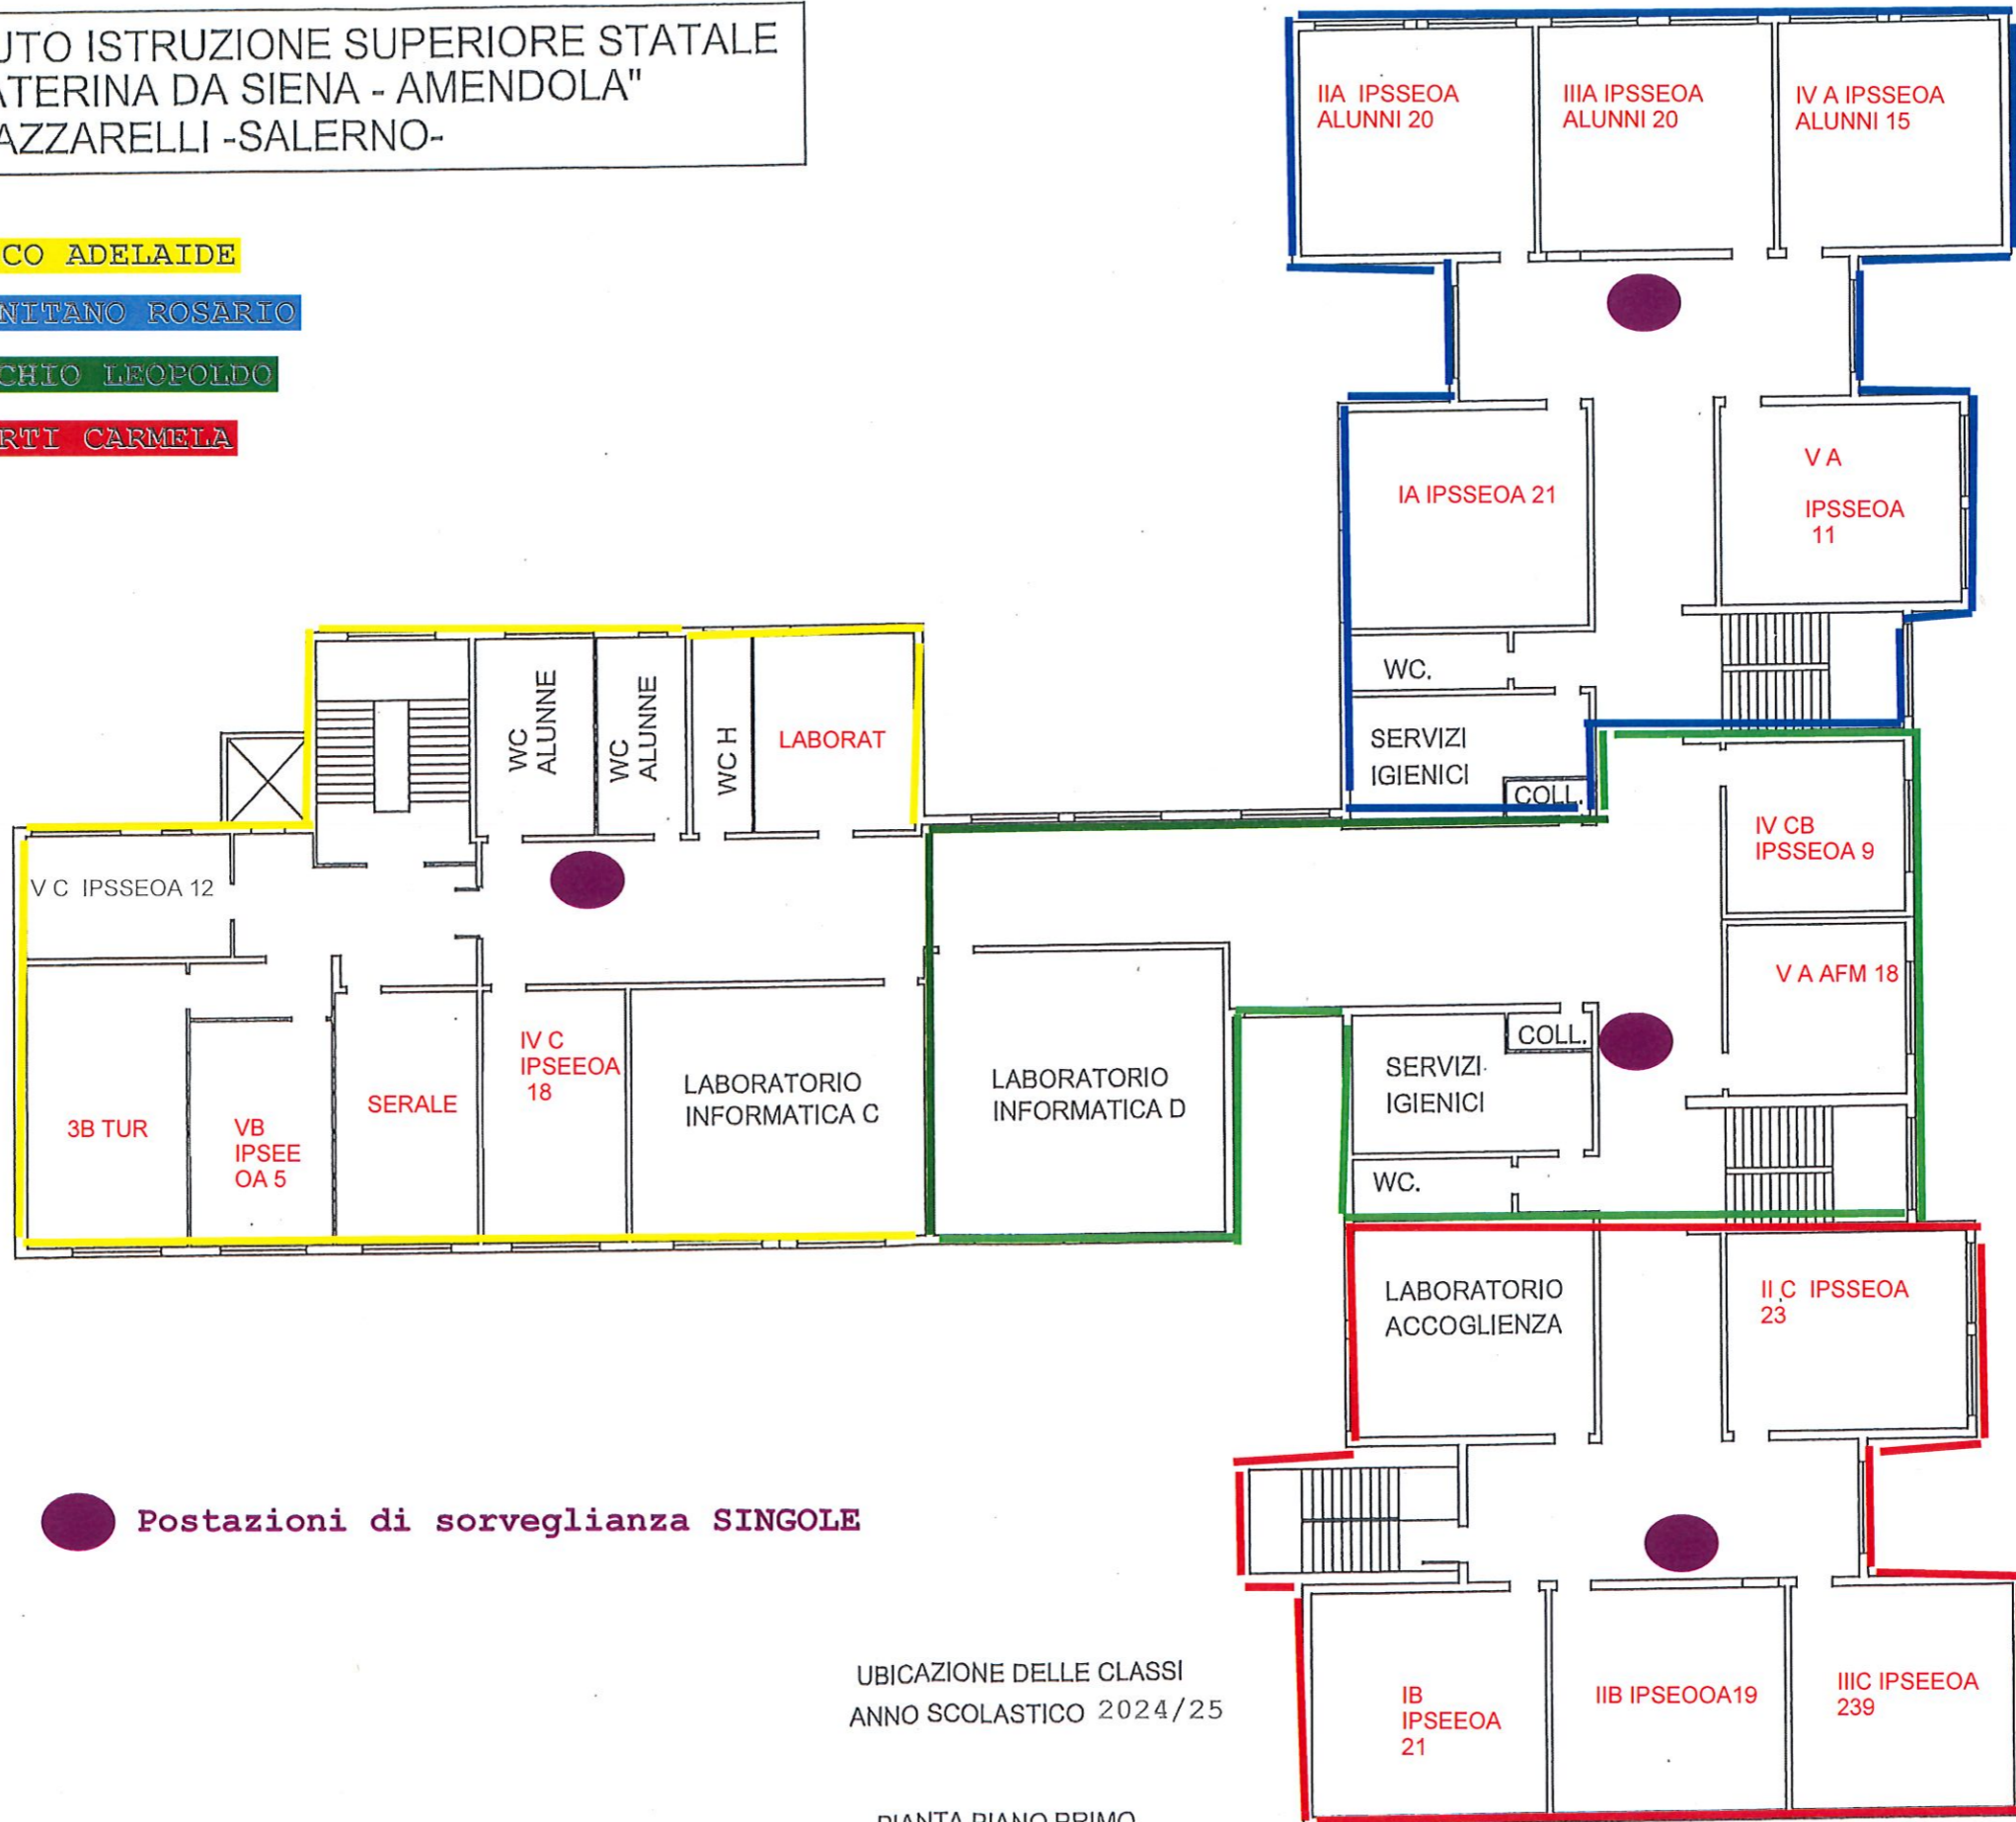 UTO ISTRUZIONE SUPERIORE STATALE
ATERINA DA SIENA - AMENDOLA"
AZZARELLI -SALERNO-
CO ADELAIDE
NITANO ROSARIO
CHIO LEOPOLDO
RTI CARMELA
IIA IPSSEOA
ALUNNI 20
IIIA IPSSEOA
ALUNNI 20
IV A IPSSEOA
ALUNNI 15
IA IPSSEOA 21
V A
IPSSEOA
11
WC.
SERVIZI
IGIENICI
COLL.
WC
ALUNNE
WC
ALUNNE
WC H
LABORAT
V C IPSSEOA 12
3B TUR
VB
IPSEE
OA 5
SERALE
IV C
IPSEEOA
18
LABORATORIO
INFORMATICA C
LABORATORIO
INFORMATICA D
IV CB
IPSSEOA 9
V A AFM 18
COLL.
SERVIZI
IGIENICI
WC.
LABORATORIO
ACCOGLIENZA
II C IPSSEOA
23
IB
IPSEEOA
21
IIB IPSEOOA19
IIIC IPSEEOA
239
Postazioni di sorveglianza SINGOLE
UBICAZIONE DELLE CLASSI
ANNO SCOLASTICO 2024/25
PIANTA PIANO PRIMO